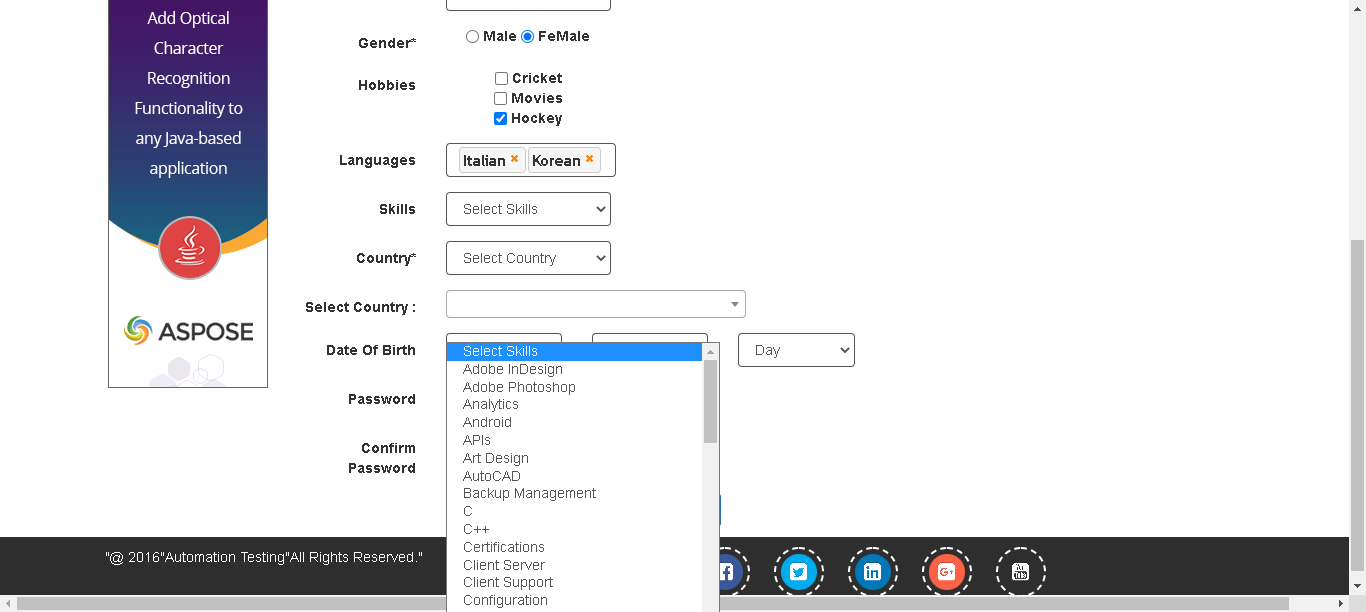 Add Optical
Character
Recognition
Functionality to
any Java-based
application
ASPOSE
Gender*
Male FeMale
Hobbies
Cricket
Movies
Hockey
Languages
Italian × Korean ×
Skills
Select Skills
Country*
Select Country
Select Country :
Date Of Birth
Day
Select Skills
Adobe InDesign
Adobe Photoshop
Analytics
Android
APIs
Art Design
AutoCAD
Backup Management
C
C++
Certifications
Client Server
Client Support
Configuration
Password
Confirm
Password
"@ 2016"Automation Testing"All Rights Reserved."
f
in
G+
You
Tube